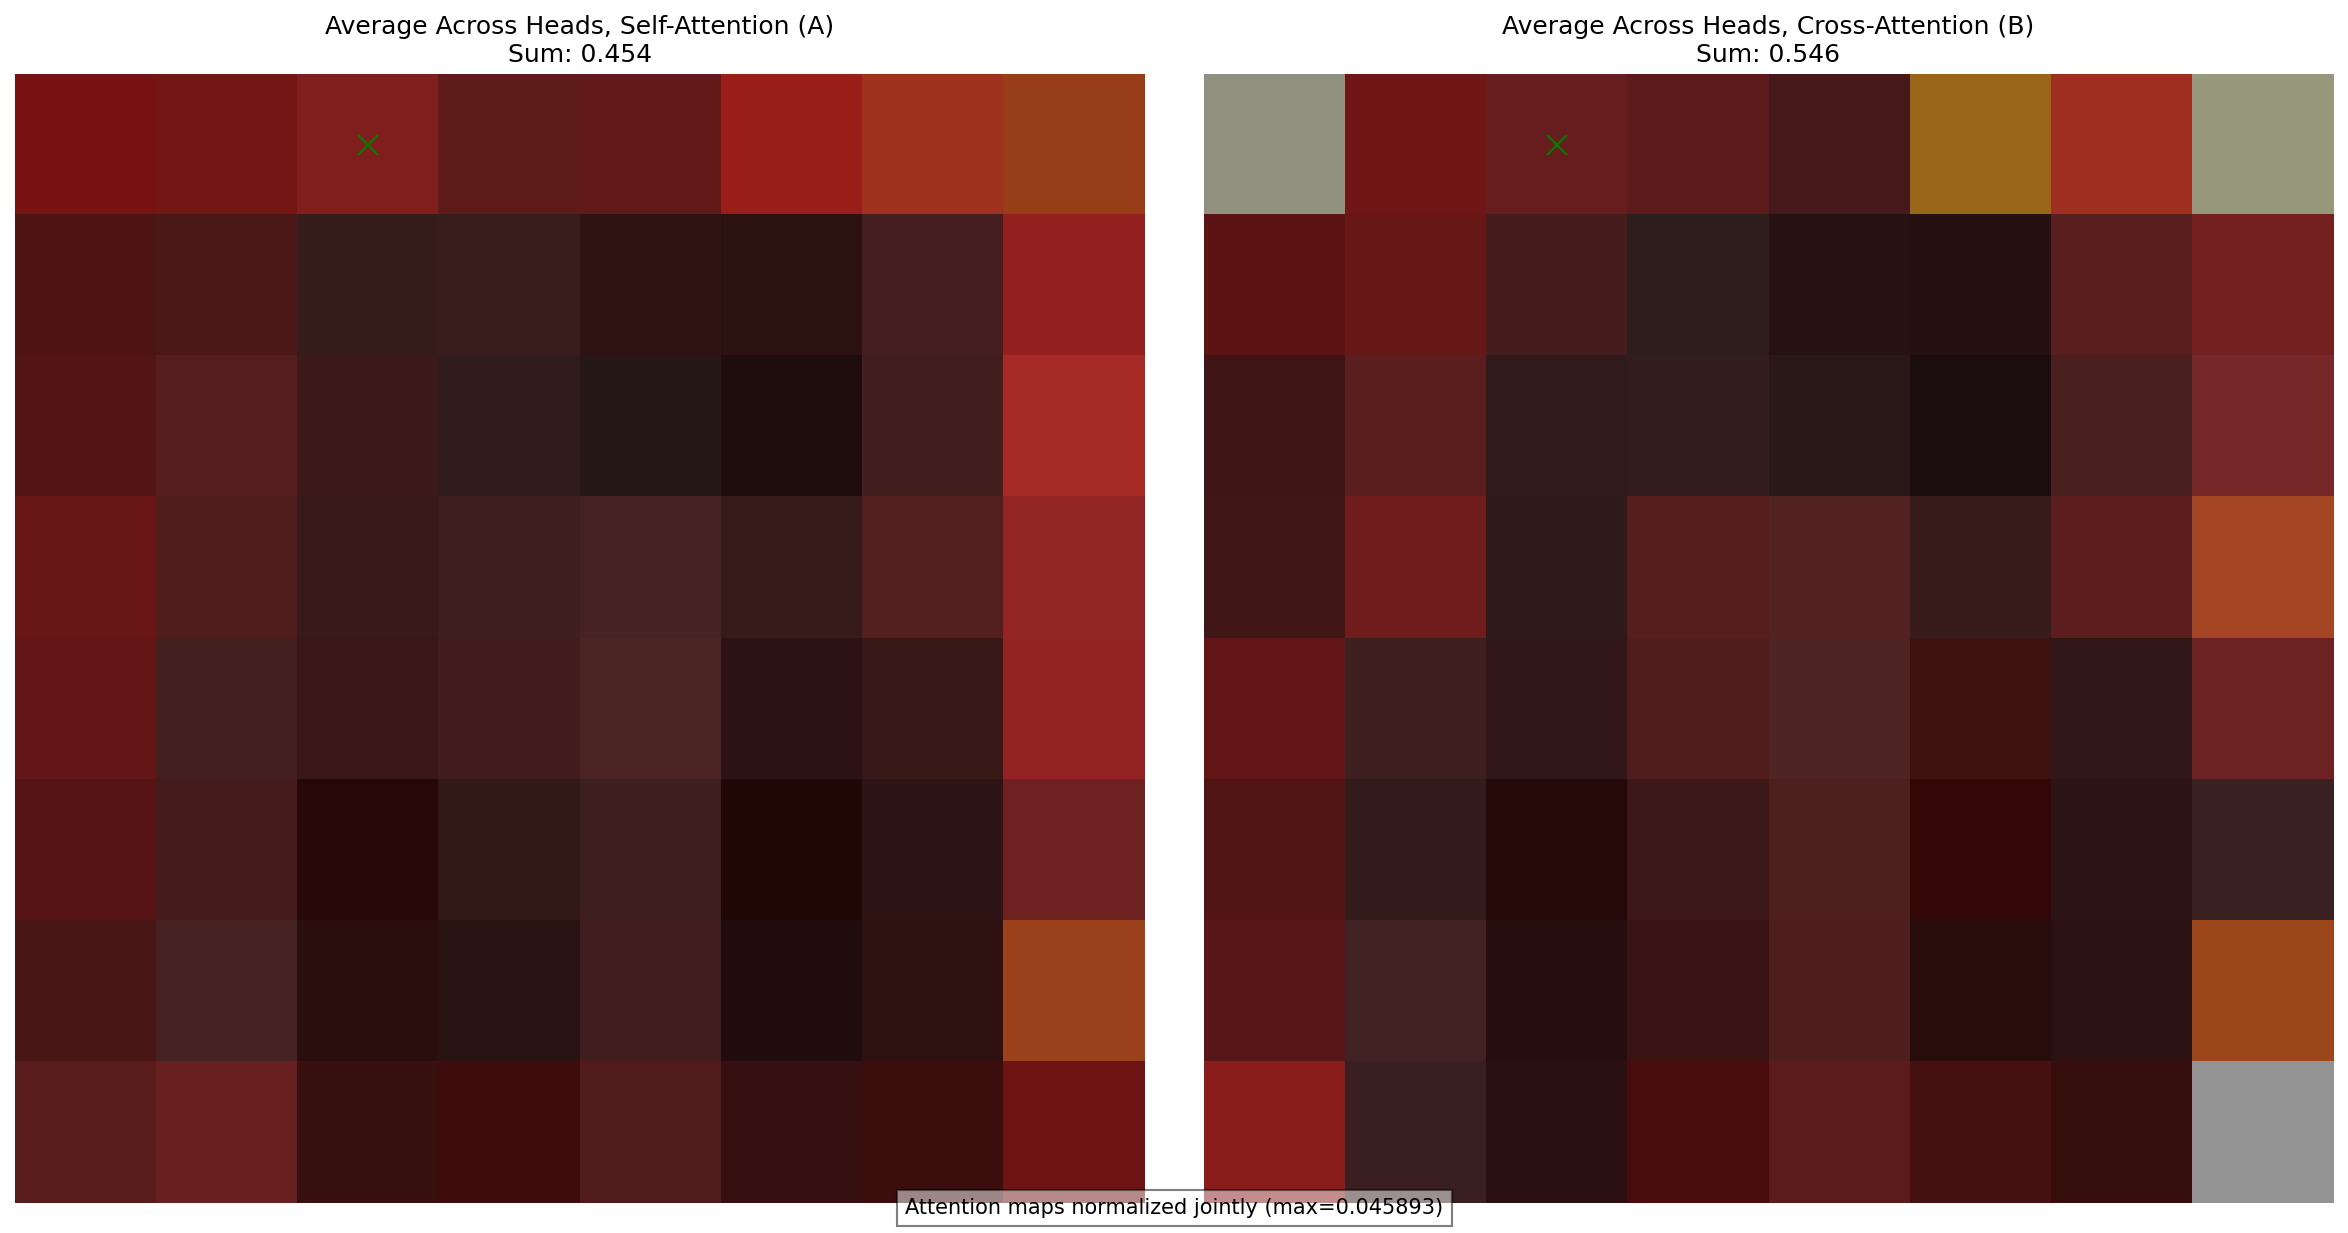 Average Across Heads, Self-Attention (A)
Sum: 0.454
Average Across Heads, Cross-Attention (B)
Sum: 0.546
Attention maps normalized jointly (max=0.045893)